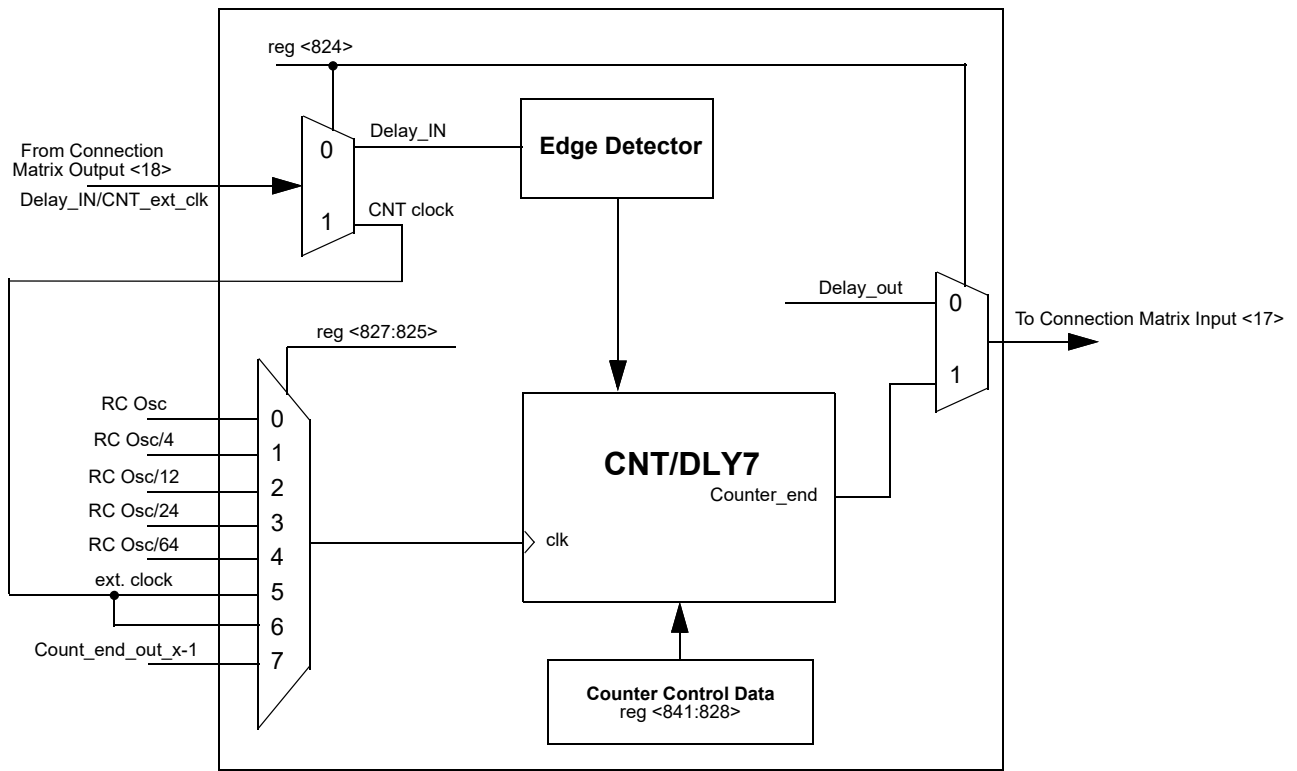 reg <824>
0
Delay_IN
Edge Detector
From Connection
Matrix Output <18>
Delay_IN/CNT_ext_clk
1
CNT clock
Delay_out
0
To Connection Matrix Input <17>
1
reg <827:825>
RC Osc
0
RC Osc/4
1
RC Osc/12
2
RC Osc/24
3
RC Osc/64
4
ext. clock
5
6
Count_end_out_x-1
7
CNT/DLY7
Counter_end
clk
Counter Control Data
reg <841:828>